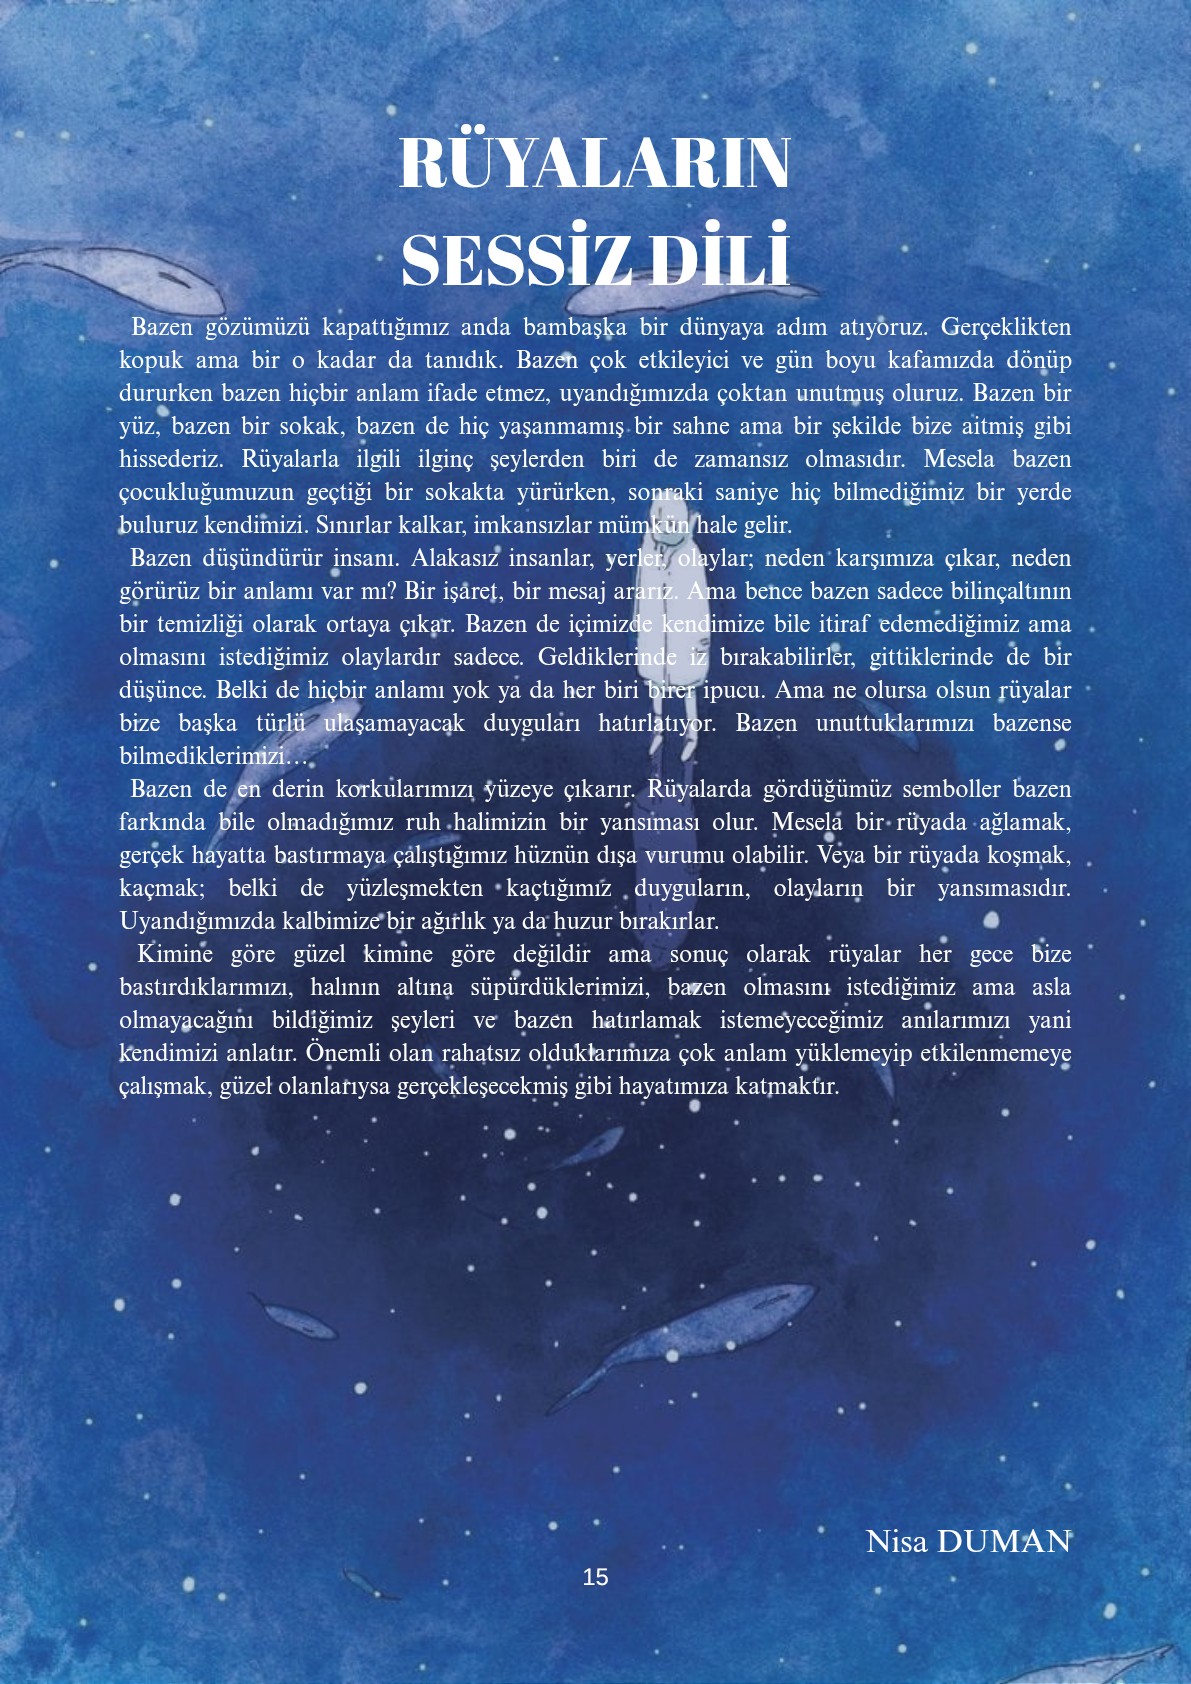 RÜYALARIN
SESSİZ DİLİ
Bazen gözümüzü kapattığımız anda bambaşka bir dünyaya adım atıyoruz. Gerçeklikten
kopuk ama bir o kadar da tanıdık. Bazen çok etkileyici ve gün boyu kafamızda dönüp
dururken bazen hiçbir anlam ifade etmez, uyandığımızda çoktan unutmuş oluruz. Bazen bir
yüz, bazen bir sokak, bazen de hiç yaşanmamış bir sahne ama bir şekilde bize aitmiş gibi
hissederiz. Rüyalarla ilgili ilginç şeylerden biri de zamansız olmasıdır. Mesela bazen
çocukluğumuzun geçtiği bir sokakta yürürken, sonraki saniye hiç bilmediğimiz bir yerde
buluruz kendimizi. Sınırlar kalkar, imkansızlar mümkün hale gelir.
Bazen düşündürür insanı. Alakasız insanlar, yerler, olaylar; neden karşımıza çıkar, neden
görürüz bir anlamı var mı? Bir işaret, bir mesaj ararız. Ama bence bazen sadece bilinçaltının
bir temizliği olarak ortaya çıkar. Bazen de içimizde kendimize bile itiraf edemediğimiz ama
olmasını istediğimiz olaylardır sadece. Geldiklerinde iz bırakabilirler, gittiklerinde de bir
düşünce. Belki de hiçbir anlamı yok ya da her biri birer ipucu. Ama ne olursa olsun rüyalar
bize başka türlü ulaşamayacak duyguları hatırlatıyor. Bazen unuttuklarımızı bazense
bilmediklerimizi…
Bazen de en derin korkularımızı yüzeye çıkarır. Rüyalarda gördüğümüz semboller bazen
farkında bile olmadığımız ruh halimizin bir yansıması olur. Mesela bir rüyada ağlamak,
gerçek hayatta bastırmaya çalıştığımız hüznün dışa vurumu olabilir. Veya bir rüyada koşmak,
kaçmak; belki de yüzleşmekten kaçtığımız duyguların, olayların bir yansımasıdır.
Uyandığımızda kalbimize bir ağırlık ya da huzur bırakırlar.
Kimine göre güzel kimine göre değildir ama sonuç olarak rüyalar her gece bize
bastırdıklarımızı, halının altına süpürdüklerimizi, bazen olmasını istediğimiz ama asla
olmayacağını bildiğimiz şeyleri ve bazen hatırlamak istemeyeceğimiz anılarımızı yani
kendimizi anlatır. Önemli olan rahatsız olduklarımıza çok anlam yüklemeyip etkilenmemeye
çalışmak, güzel olanlarıysa gerçekleşecekmiş gibi hayatımıza katmaktır.
Nisa DUMAN
15